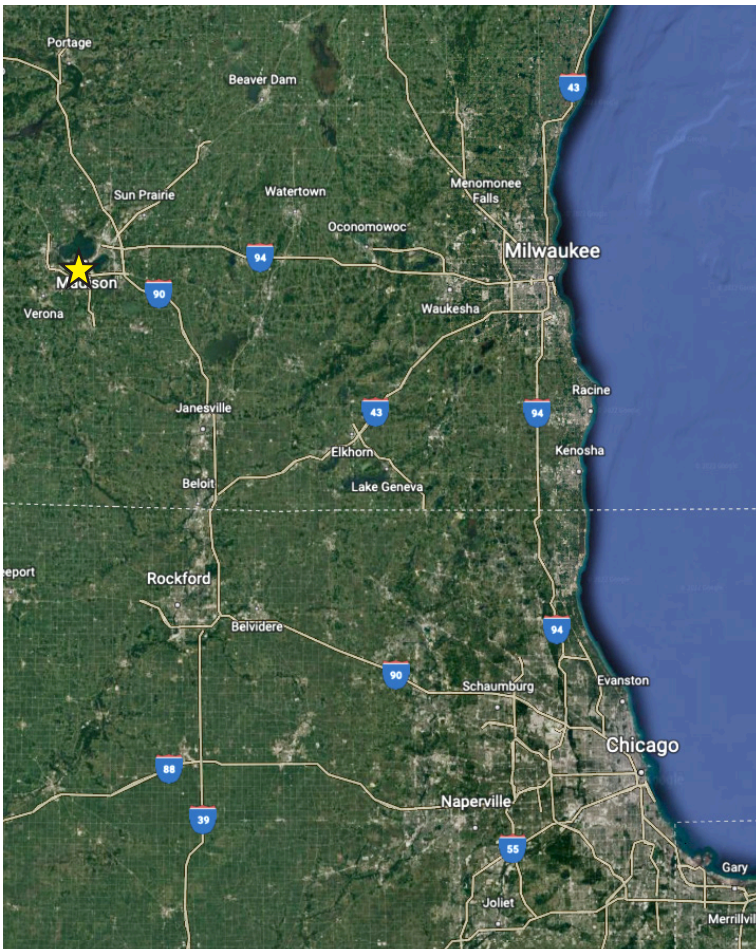 Portage
43
Beaver Dam
Sun Prairie
Watertown
Menomonee
Falls
Oconomowoc
Milwaukee
94
Madison
90
Waukesha
Verona
Racine
Janesville
43
94
Elkhorn
Kenosha
Beloit
Lake Geneva
eeport
Rockford
Belvidere
94
90
Schaumburg
Evanston
Chicago
88
Naperville
39
55
Gary
Joliet
Merrillv